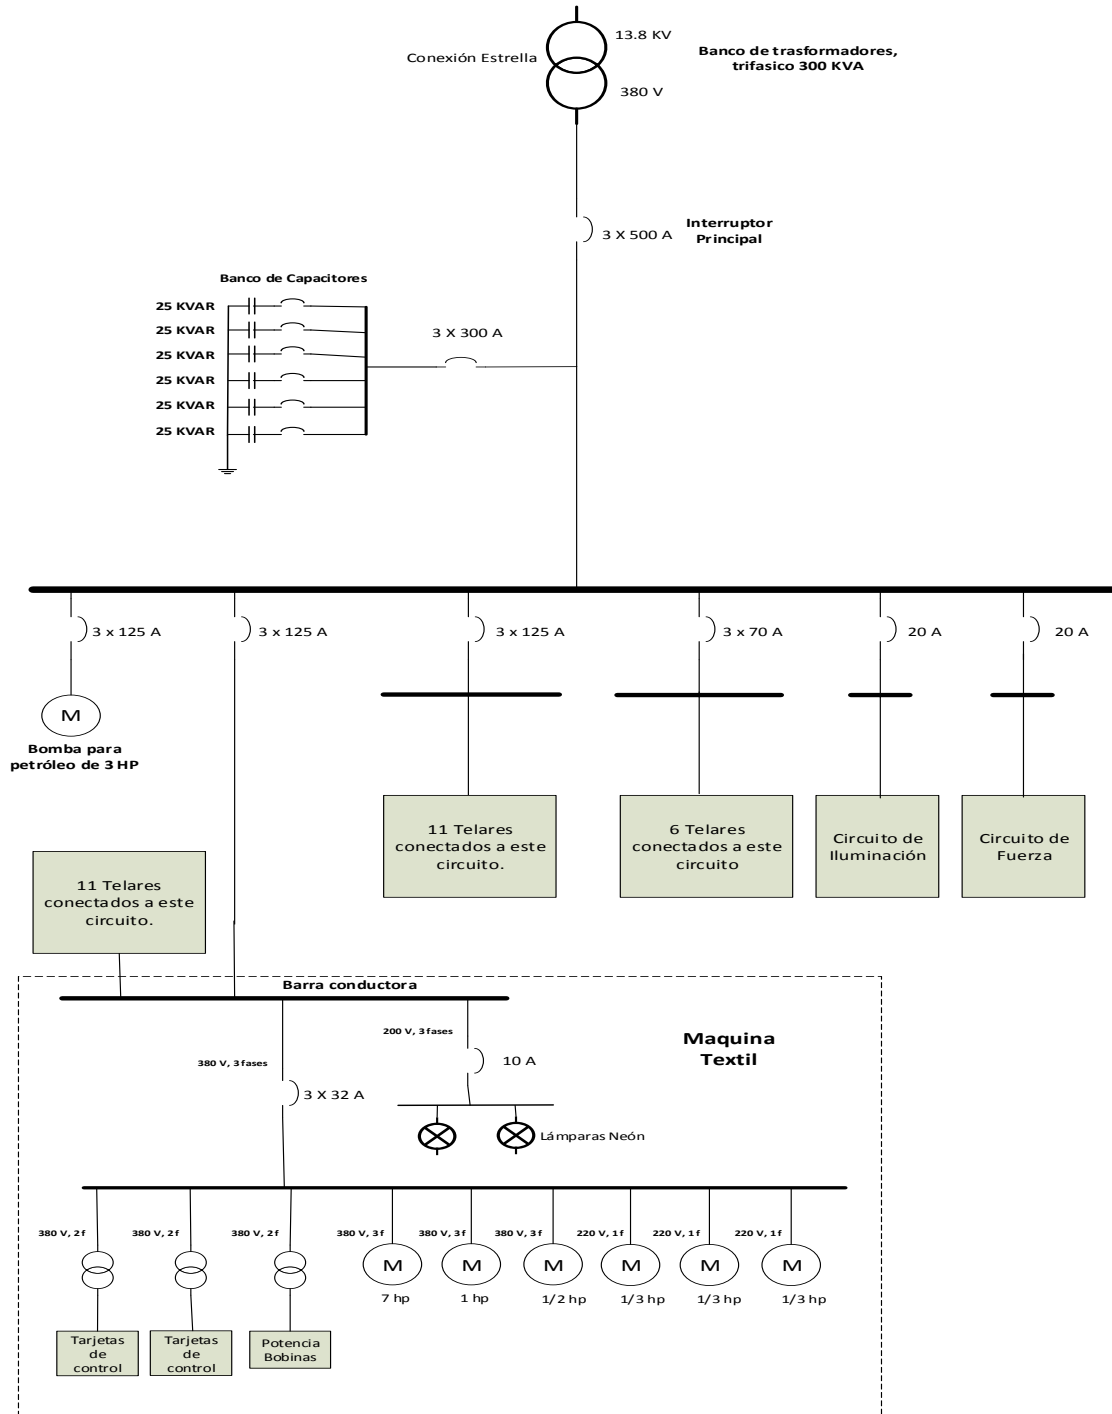 13.8 KV
Conexión Estrella
380 V
Banco de trasformadores,
trifasico 300 KVA
3 X 500 A
Interruptor
Principal
Banco de Capacitores
25 KVAR
25 KVAR
25 KVAR
25 KVAR
25 KVAR
25 KVAR
3 X 300 A
3 x 125 A
3 x 125 A
3 x 125 A
3 x 70 A
20 A
20 A
M
Bomba para
petróleo de 3 HP
11 Telares
conectados a este
circuito.
6 Telares
conectados a este
circuito
Circuito de
Iluminación
Circuito de
Fuerza
11 Telares
conectados a este
circuito.
Barra conductora
200 V, 3 fases
380 V, 3 fases
10 A
3 X 32 A
Maquina
Textil
Lámparas Neón
380 V, 2 f
380 V, 2 f
380 V, 2 f
380 V, 3 f
380 V, 3 f
380 V, 3 f
220 V, 1 f
220 V, 1 f
220 V, 1 f
M
M
M
M
M
M
7 hp
1 hp
1/2 hp
1/3 hp
1/3 hp
1/3 hp
Tarjetas
de
control
Tarjetas
de
control
Potencia
Bobinas